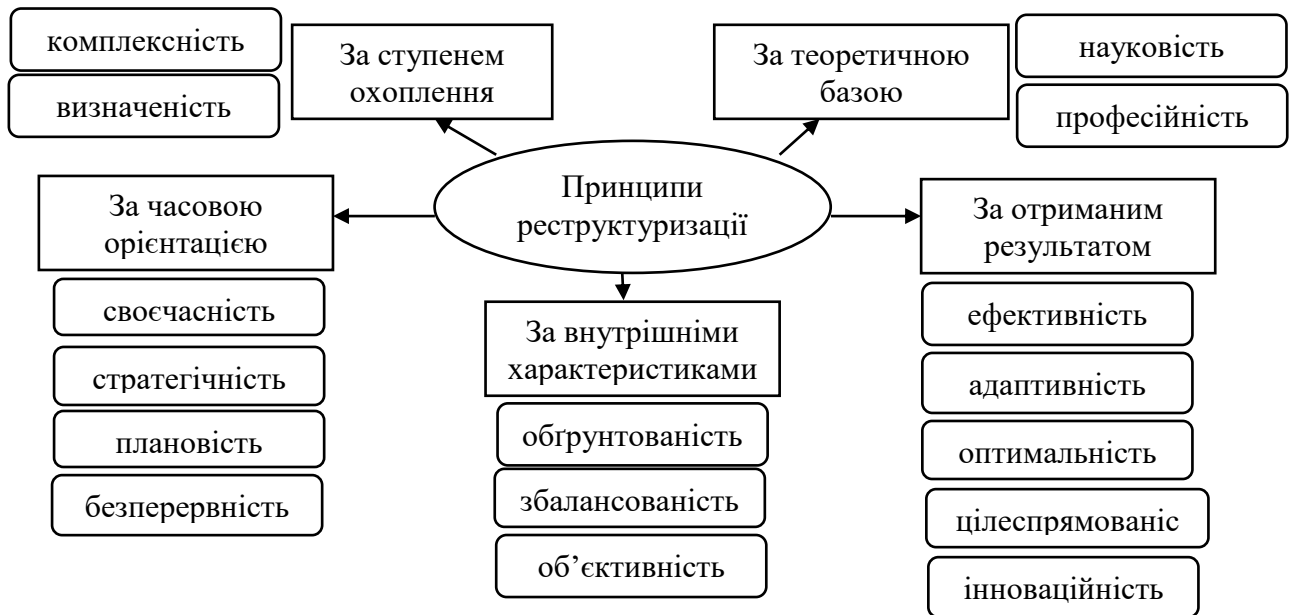 комплексність
визначеність
За ступенем
охоплення
За теоретичною
базою
науковість
професійність
Принципи
реструктуризації
За часовою
орієнтацією
своєчасність
стратегічність
плановість
безперервність
За внутрішніми
характеристиками
обґрунтованість
збалансованість
об’єктивність
За отриманим
результатом
ефективність
адаптивність
оптимальність
цілеспрямованіс
інноваційність